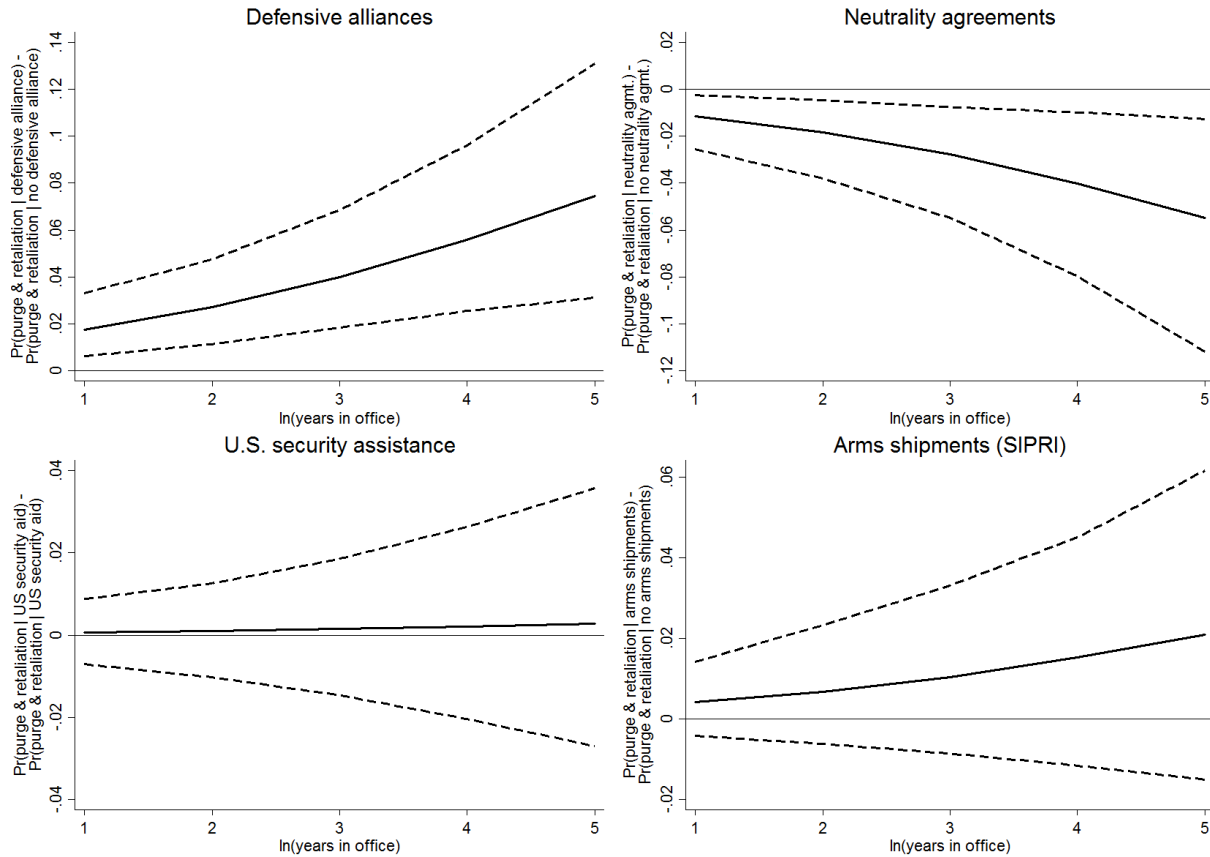 Defensive alliances
Pr(purge & retaliation | defensive alliance) -
Pr(purge & retaliation | no defensive alliance)
.14
.12
.1
.08
.06
.04
.02
0
1 2 3 4 5
ln(years in office)
Neutrality agreements
Pr(purge & retaliation | neutrality agmt.) -
Pr(purge & retaliation | no neutrality agmt.)
.02
0
-.02
-.04
-.06
-.08
-.1
-.12
1 2 3 4 5
ln(years in office)
U.S. security assistance
Pr(purge & retaliation | US security aid) -
Pr(purge & retaliation | US security aid)
.04
.02
0
-.02
-.04
1 2 3 4 5
ln(years in office)
Arms shipments (SIPRI)
Pr(purge & retaliation | arms shipments) -
Pr(purge & retaliation | no arms shipments)
.06
.04
.02
0
-.02
1 2 3 4 5
ln(years in office)